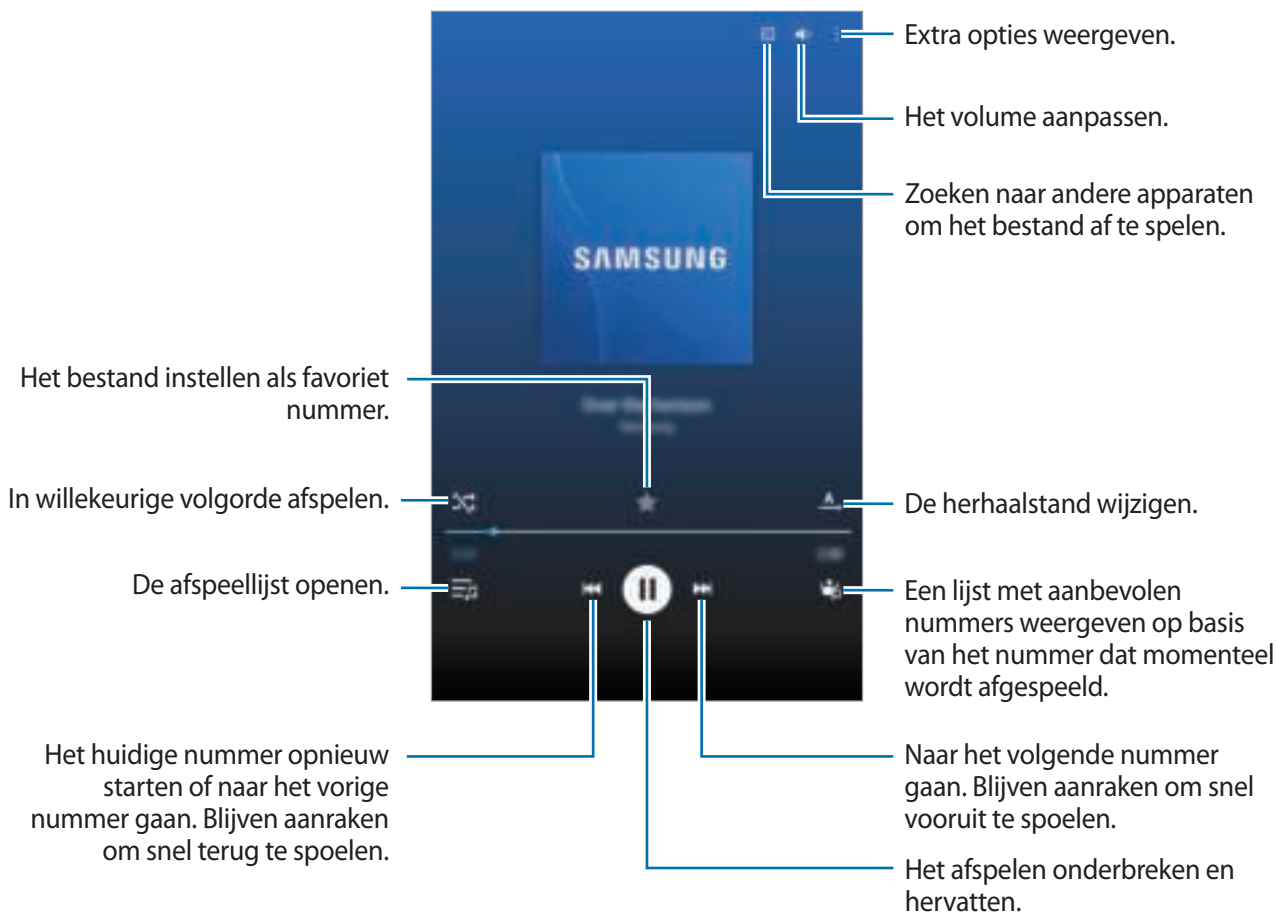 Extra opties weergeven.
Het volume aanpassen.
Zoeken naar andere apparaten
om het bestand af te spelen.
SAMSUNG
Het bestand instellen als favoriet
nummer.
In willekeurige volgorde afspelen.
A
De herhaalstand wijzigen.
De afspeellijst openen.
Een lijst met aanbevolen
nummers weergeven op basis
van het nummer dat momenteel
wordt afgespeeld.
Het huidige nummer opnieuw
starten of naar het vorige
nummer gaan. Blijven aanraken
om snel terug te spoelen.
Naar het volgende nummer
gaan. Blijven aanraken om snel
vooruit te spoelen.
Het afspelen onderbreken en
hervatten.